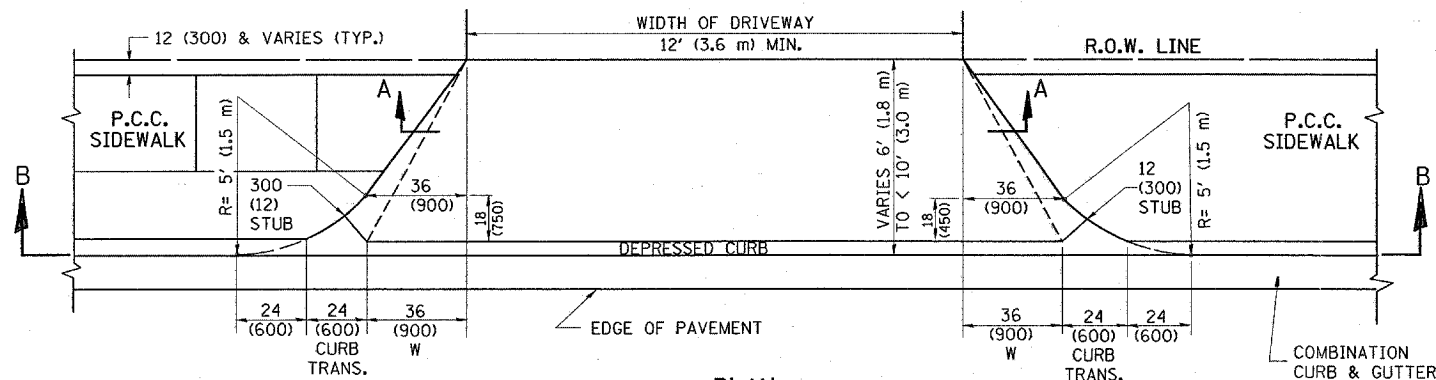 12 (300) & VARIES (TYP.)
WIDTH OF DRIVEWAY
12' (3.6 m) MIN.
R.O.W. LINE
A
A
P.C.C.
SIDEWALK
P.C.C.
SIDEWALK
R= 5' (1.5 m)
VARIES 6' (1.8 m)
TO < 10' (3.0 m)
R= 5' (1.5 m)
B
B
300
(12)
STUB
36
(900)
18
(750)
36
(900)
18
(450)
12
(300)
STUB
DEPRESSED CURB
24
(600)
24
(600)
CURB
TRANS.
36
(900)
W
EDGE OF PAVEMENT
36
(900)
W
24
(600)
CURB
TRANS.
24
(600)
COMBINATION
CURB & GUTTER